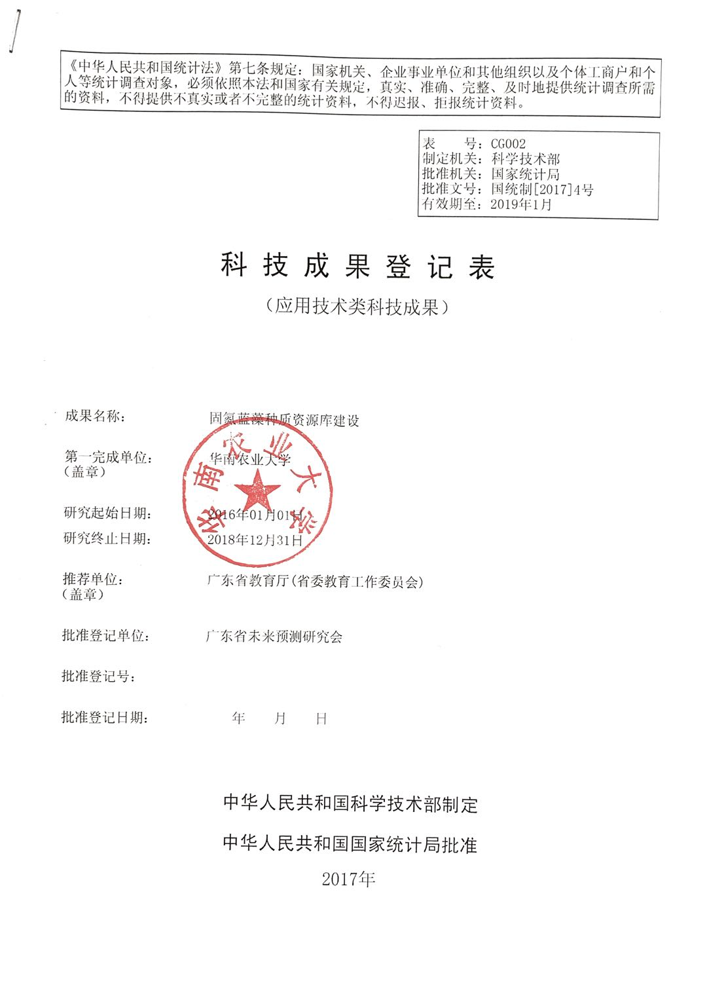 《中华人民共和国统计法》第七条规定：国家机关、企业事业单位和其他组织以及个体工商户和个
人等统计调查对象，必须依照本法和国家有关规定，真实、准确、完整、及时地提供统计调查所需
的资料，不得提供不真实或者不完整的统计资料，不得迟报、拒报统计资料。
表　　号：CG002
制定机关：科学技术部
批准机关：国家统计局
批准文号：国统制[2017]4号
有效期至：2019年1月
科技成果登记表
（应用技术类科技成果）
成果名称：　固氮蓝藻种质资源库建设
第一完成单位：　华南农业大学
（盖章）
华南农业大学
研究起始日期：　2016年01月01日
研究终止日期：　2018年12月31日
推荐单位：　广东省教育厅(省委教育工作委员会)
（盖章）
批准登记单位：　广东省未来预测研究会
批准登记号：
批准登记日期：　年　月　日
中华人民共和国科学技术部制定
中华人民共和国国家统计局批准
2017年